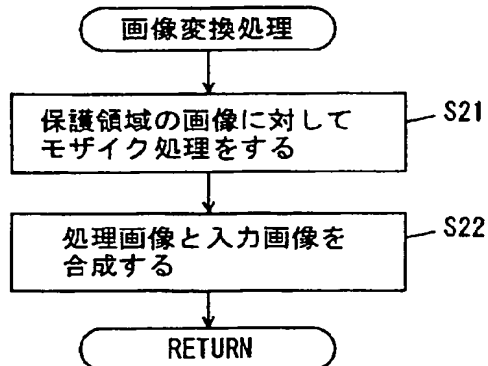 画像変換処理
保護領域の画像に対して
モザイク処理をする
S21
処理画像と入力画像を
合成する
S22
RETURN